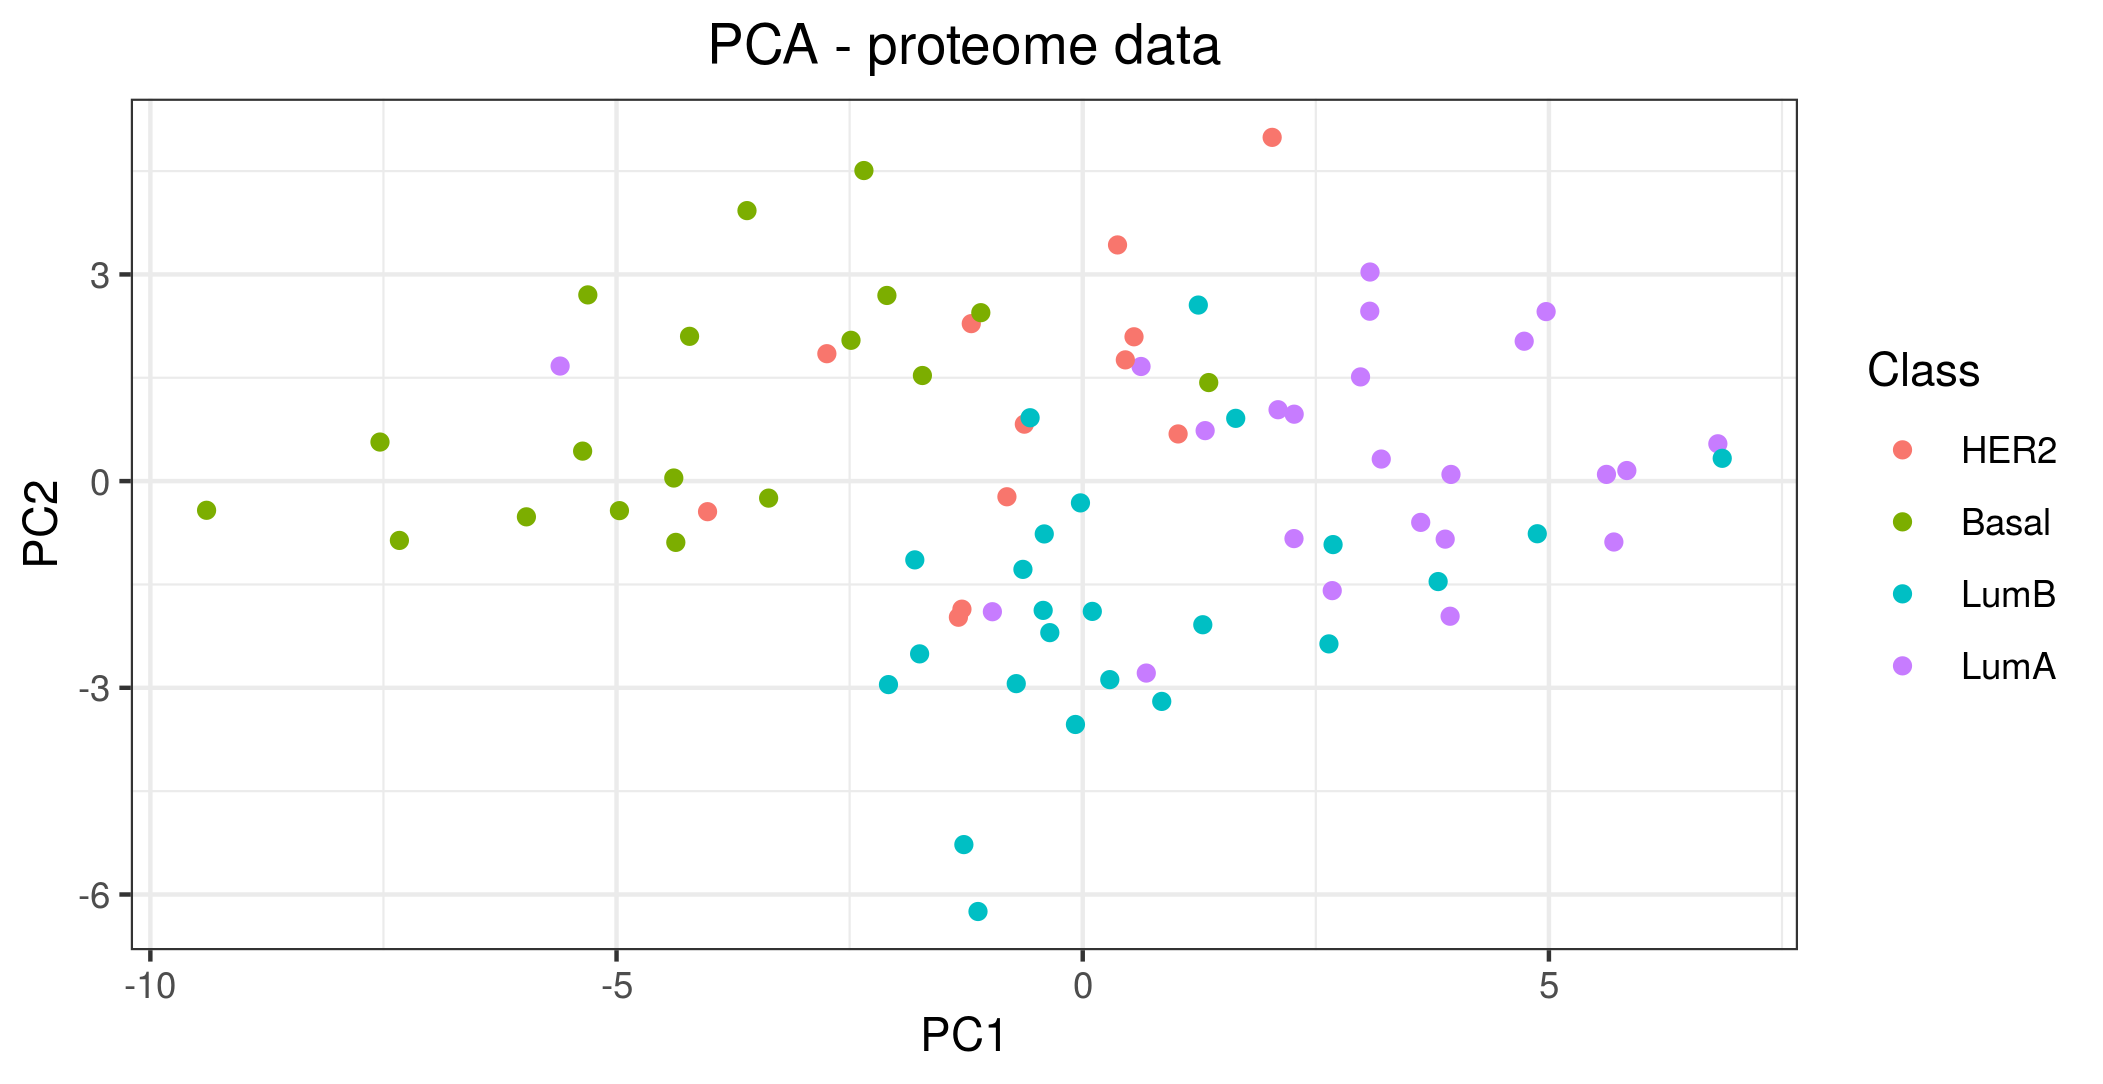 PCA - proteome data
PC2
3
0
-3
-6
-10 -5 0 5
PC1
Class
HER2
Basal
LumB
LumA